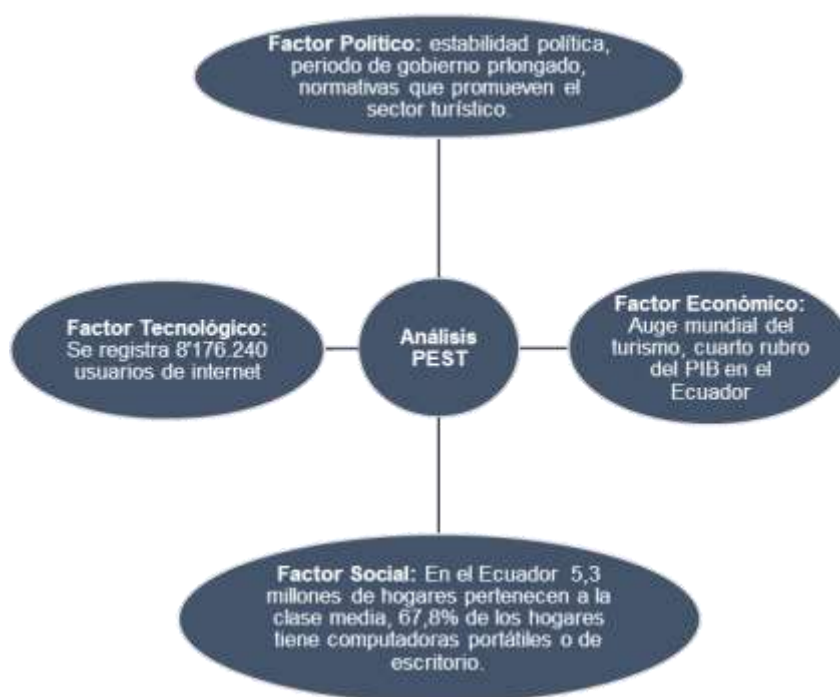 Factor Político: estabilidad política,
periodo de gobierno prlongado,
normativas que promueven el
sector turístico.
Factor Tecnológico:
Se registra 8'176.240
usuarios de internet
Análisis
PEST
Factor Económico:
Auge mundial del
turismo, cuarto rubro
del PIB en el
Ecuador
Factor Social: En el Ecuador 5,3
millones de hogares pertenecen a la
clase media, 67,8% de los hogares
tiene computadoras portátiles o de
escritorio.